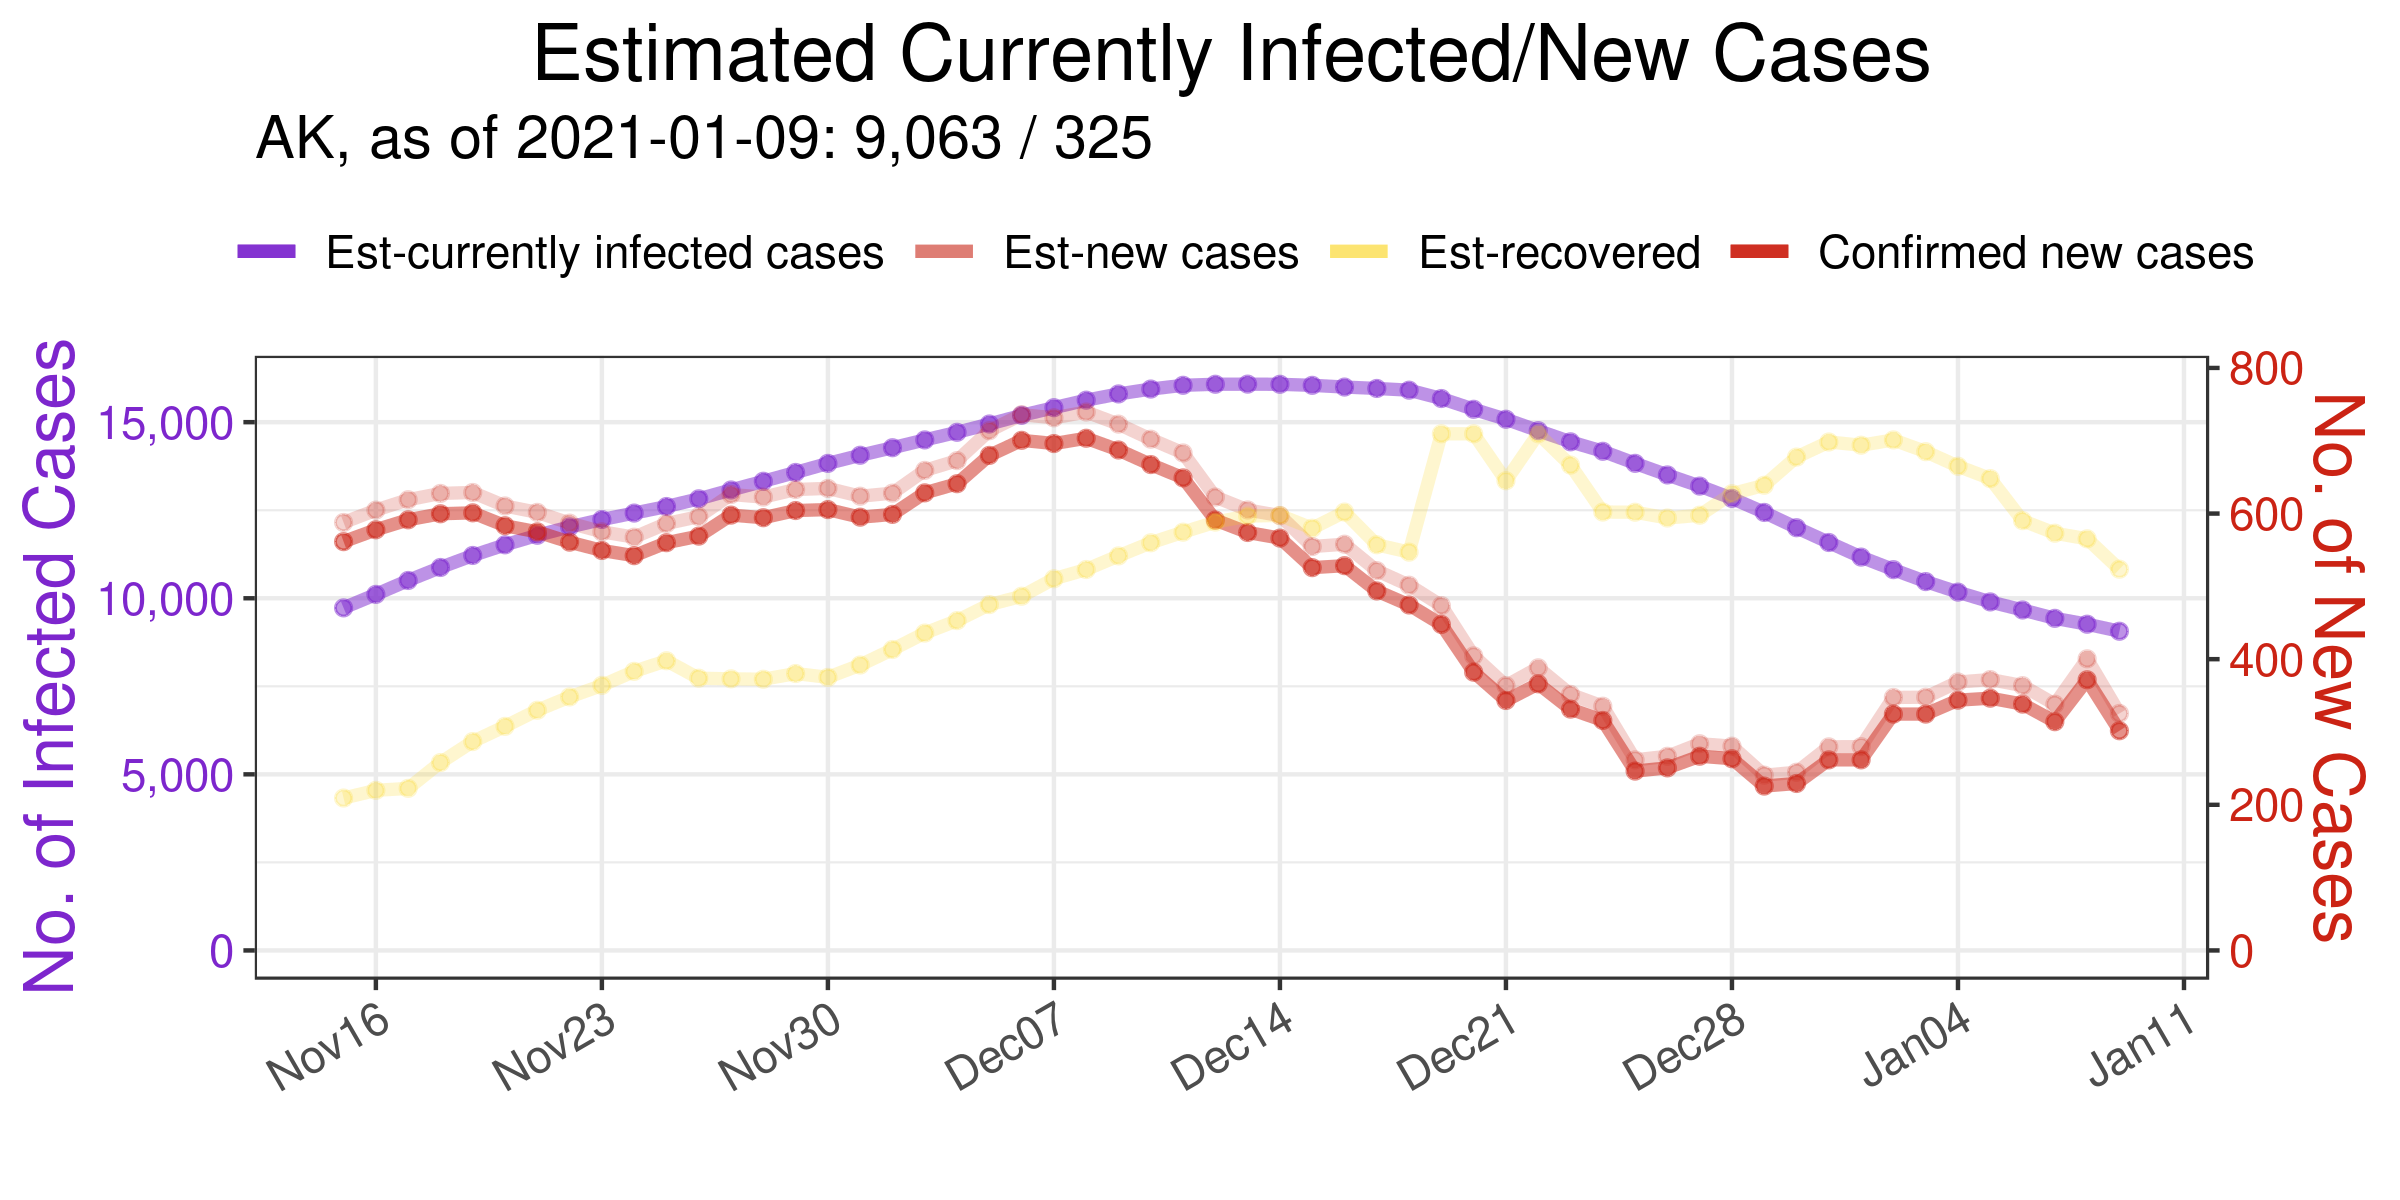 Estimated Currently Infected/New Cases
AK, as of 2021-01-09: 9,063 / 325
Est-currently infected cases Est-new cases Est-recovered Confirmed new cases
No. of Infected Cases
15,000
10,000
5,000
0
800
600
400
200
0
No. of New Cases
Nov16 Nov23 Nov30 Dec07 Dec14 Dec21 Dec28 Jan04 Jan11